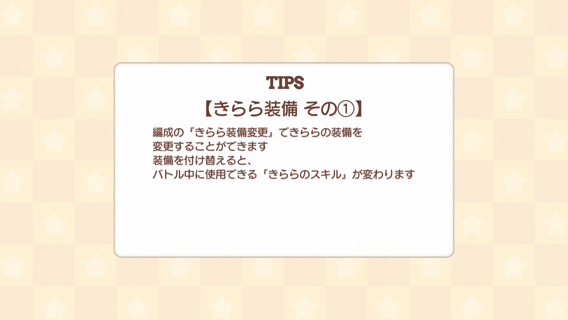 TIPS
【きらら装備 その①】
編成の『きらら装備変更』できららの装備を
変更することができます
装備を付け替えると、
バトル中に使用できる『きららのスキル』が変わります